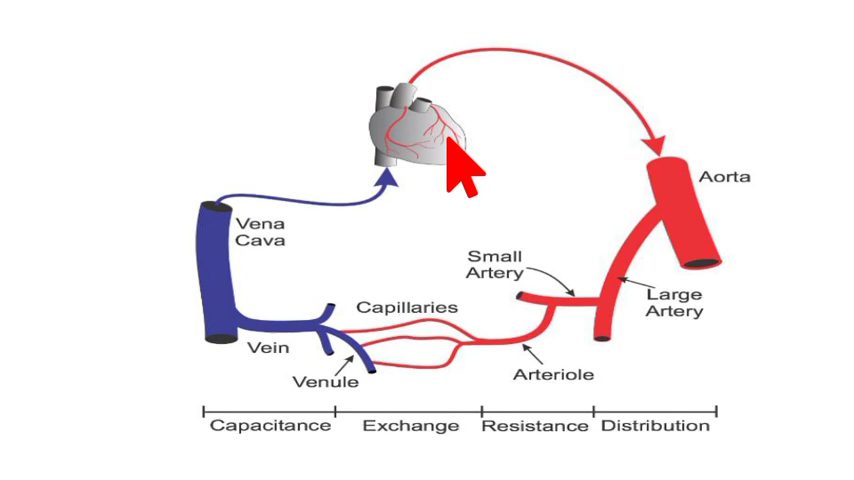 Aorta
Vena
Cava
Small
Artery
Large
Artery
Capillaries
Vein
Arteriole
Venule
Capacitance
Exchange
Resistance
Distribution